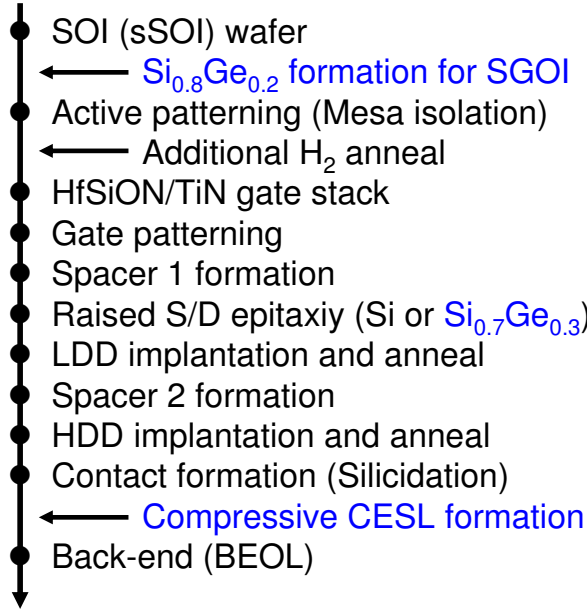 SOI (sSOI) wafer
Si0.8Ge0.2 formation for SGOI
Active patterning (Mesa isolation)
Additional H2 anneal
HfSiON/TiN gate stack
Gate patterning
Spacer 1 formation
Raised S/D epitaxiy (Si or Si0.7Ge0.3)
LDD implantation and anneal
Spacer 2 formation
HDD implantation and anneal
Contact formation (Silicidation)
Compressive CESL formation
Back-end (BEOL)